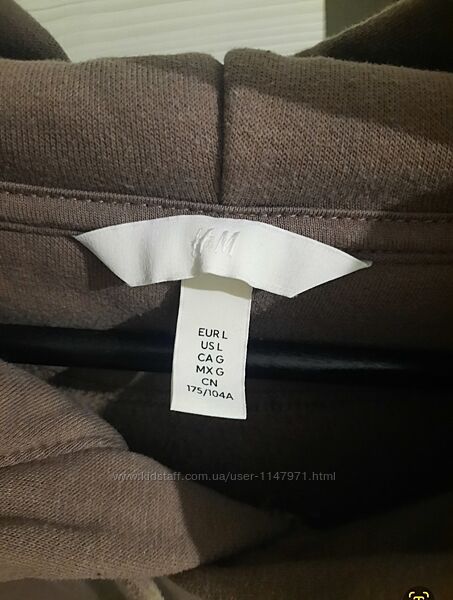 H&M
EUR L
US L
CA G
MX G
CN
175/104A
www.kidstaff.com.ua/user-1147971.html